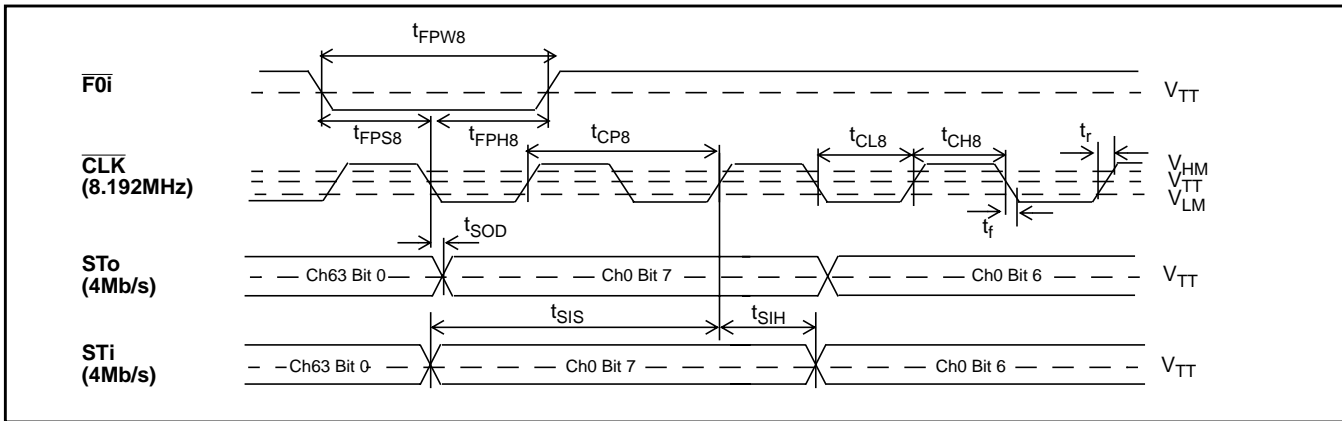 tFPW8
F0i
VTT
tFPS8
tFPH8
tCP8
tCL8
tCH8
tr
CLK
(8.192MHz)
VHM
VTT
VLM
tf
tSOD
STo
(4Mb/s)
Ch63 Bit 0
Ch0 Bit 7
Ch0 Bit 6
VTT
tSIS
tSIH
STi
(4Mb/s)
Ch63 Bit 0
Ch0 Bit 7
Ch0 Bit 6
VTT